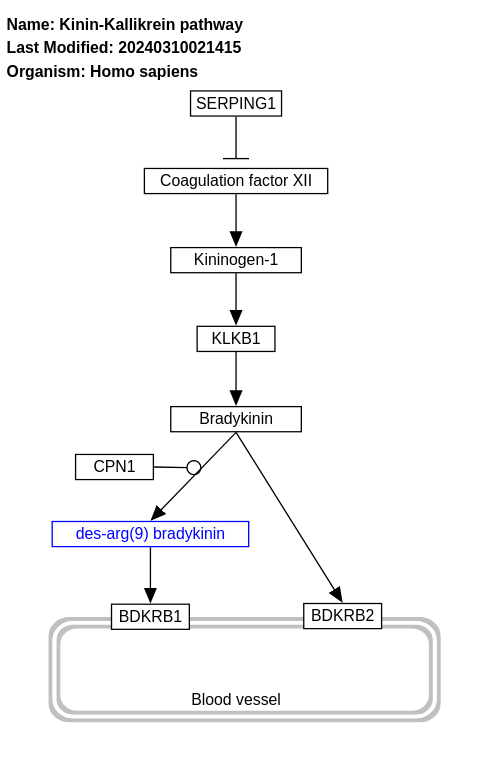 Name: Kinin-Kallikrein pathway
Last Modified: 20240310021415
Organism: Homo sapiens
SERPING1
Coagulation factor XII
Kininogen-1
KLKB1
Bradykinin
CPN1
des-arg(9) bradykinin
BDKRB1
BDKRB2
Blood vessel